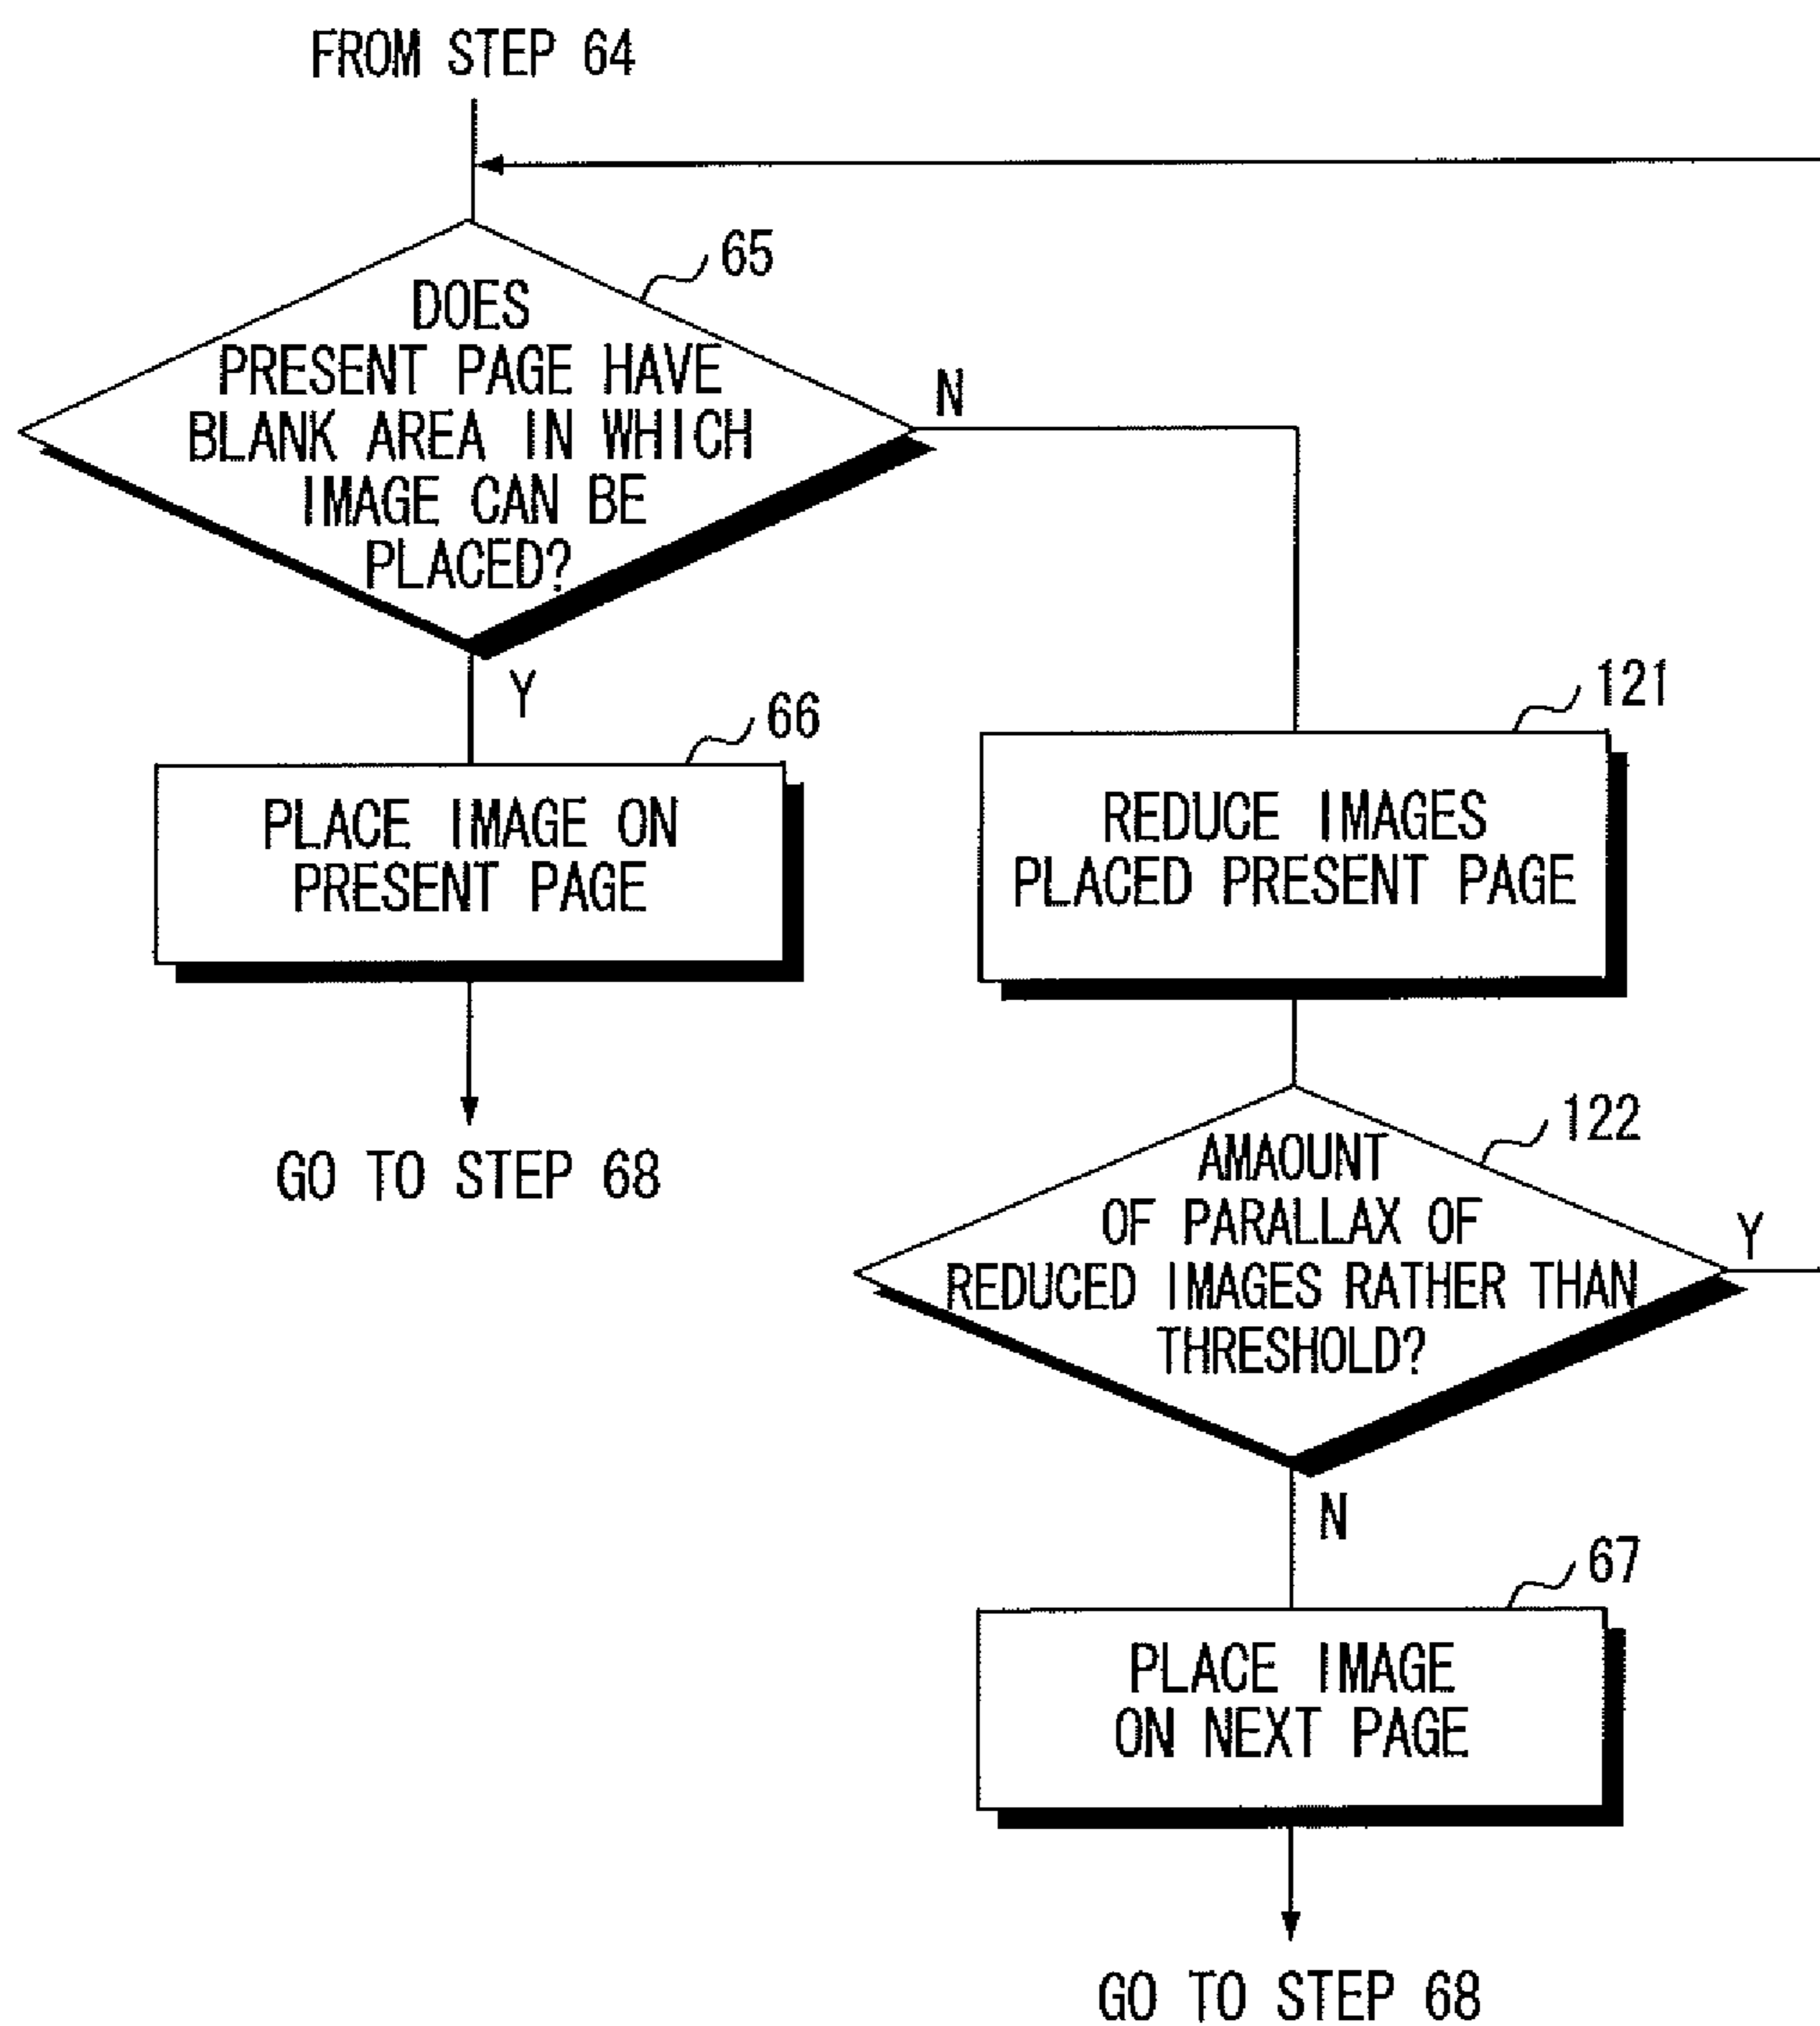 FROM STEP 64
65
DOES
PRESENT PAGE HAVE
BLANK AREA IN WHICH
IMAGE CAN BE
PLACED?
N
Y
66
PLACE IMAGE ON
PRESENT PAGE
GO TO STEP 68
121
REDUCE IMAGES
PLACED PRESENT PAGE
122
AMAOUNT
OF PARALLAX OF
REDUCED IMAGES RATHER THAN
THRESHOLD?
Y
N
67
PLACE IMAGE
ON NEXT PAGE
GO TO STEP 68